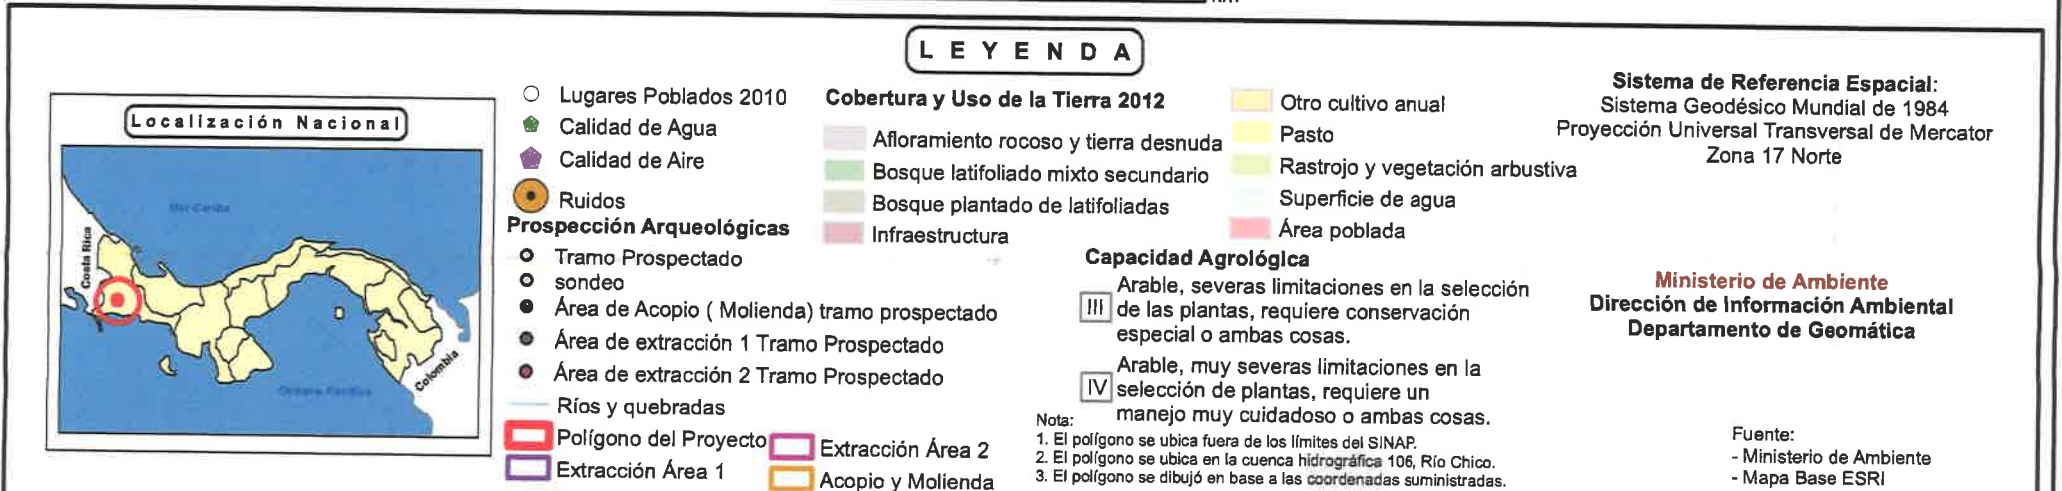 Km
LEYENDA
Localización Nacional
Mar Caribe
Costa Rica
Colombia
Océano Pacífico
Lugares Poblados 2010
Calidad de Agua
Calidad de Aire
Ruidos
Prospección Arqueológicas
Tramo Prospectado
sondeo
Área de Acopio ( Molienda) tramo prospectado
Área de extracción 1 Tramo Prospectado
Área de extracción 2 Tramo Prospectado
Ríos y quebradas
Polígono del Proyecto
Extracción Área 1
Extracción Área 2
Acopio y Molienda
Cobertura y Uso de la Tierra 2012
Afloramiento rocoso y tierra desnuda
Bosque latifoliado mixto secundario
Bosque plantado de latifoliadas
Infraestructura
Otro cultivo anual
Pasto
Rastrojo y vegetación arbustiva
Superficie de agua
Área poblada
Capacidad Agrológica
III
Arable, severas limitaciones en la selección
de las plantas, requiere conservación
especial o ambas cosas.
IV
Arable, muy severas limitaciones en la
selección de plantas, requiere un
manejo muy cuidadoso o ambas cosas.
Nota:
1. El polígono se ubica fuera de los límites del SINAP.
2. El polígono se ubica en la cuenca hidrográfica 106, Río Chico.
3. El polígono se dibujó en base a las coordenadas suministradas.
Sistema de Referencia Espacial:
Sistema Geodésico Mundial de 1984
Proyección Universal Transversal de Mercator
Zona 17 Norte
Ministerio de Ambiente
Dirección de Información Ambiental
Departamento de Geomática
Fuente:
- Ministerio de Ambiente
- Mapa Base ESRI